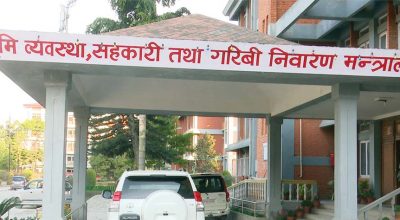 मि व्यवस्था, सहकारी तथा गरिबी निवारण मन्त्राल